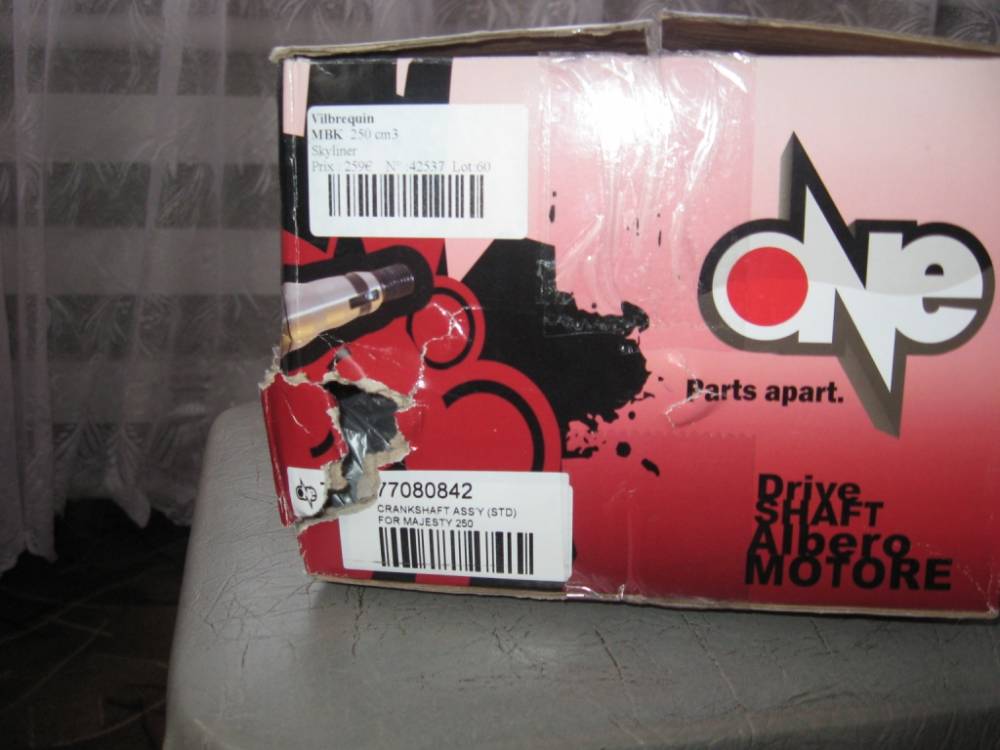 Vilbrequin
MBK 250 cm3
Skyliner
Prix : 259€ N° :42537 Lot:60
oNe
Parts apart.
77080842
CRANKSHAFT ASS'Y (STD)
FOR MAJESTY 250
Drive
SHAFT
Albero
MOTORE